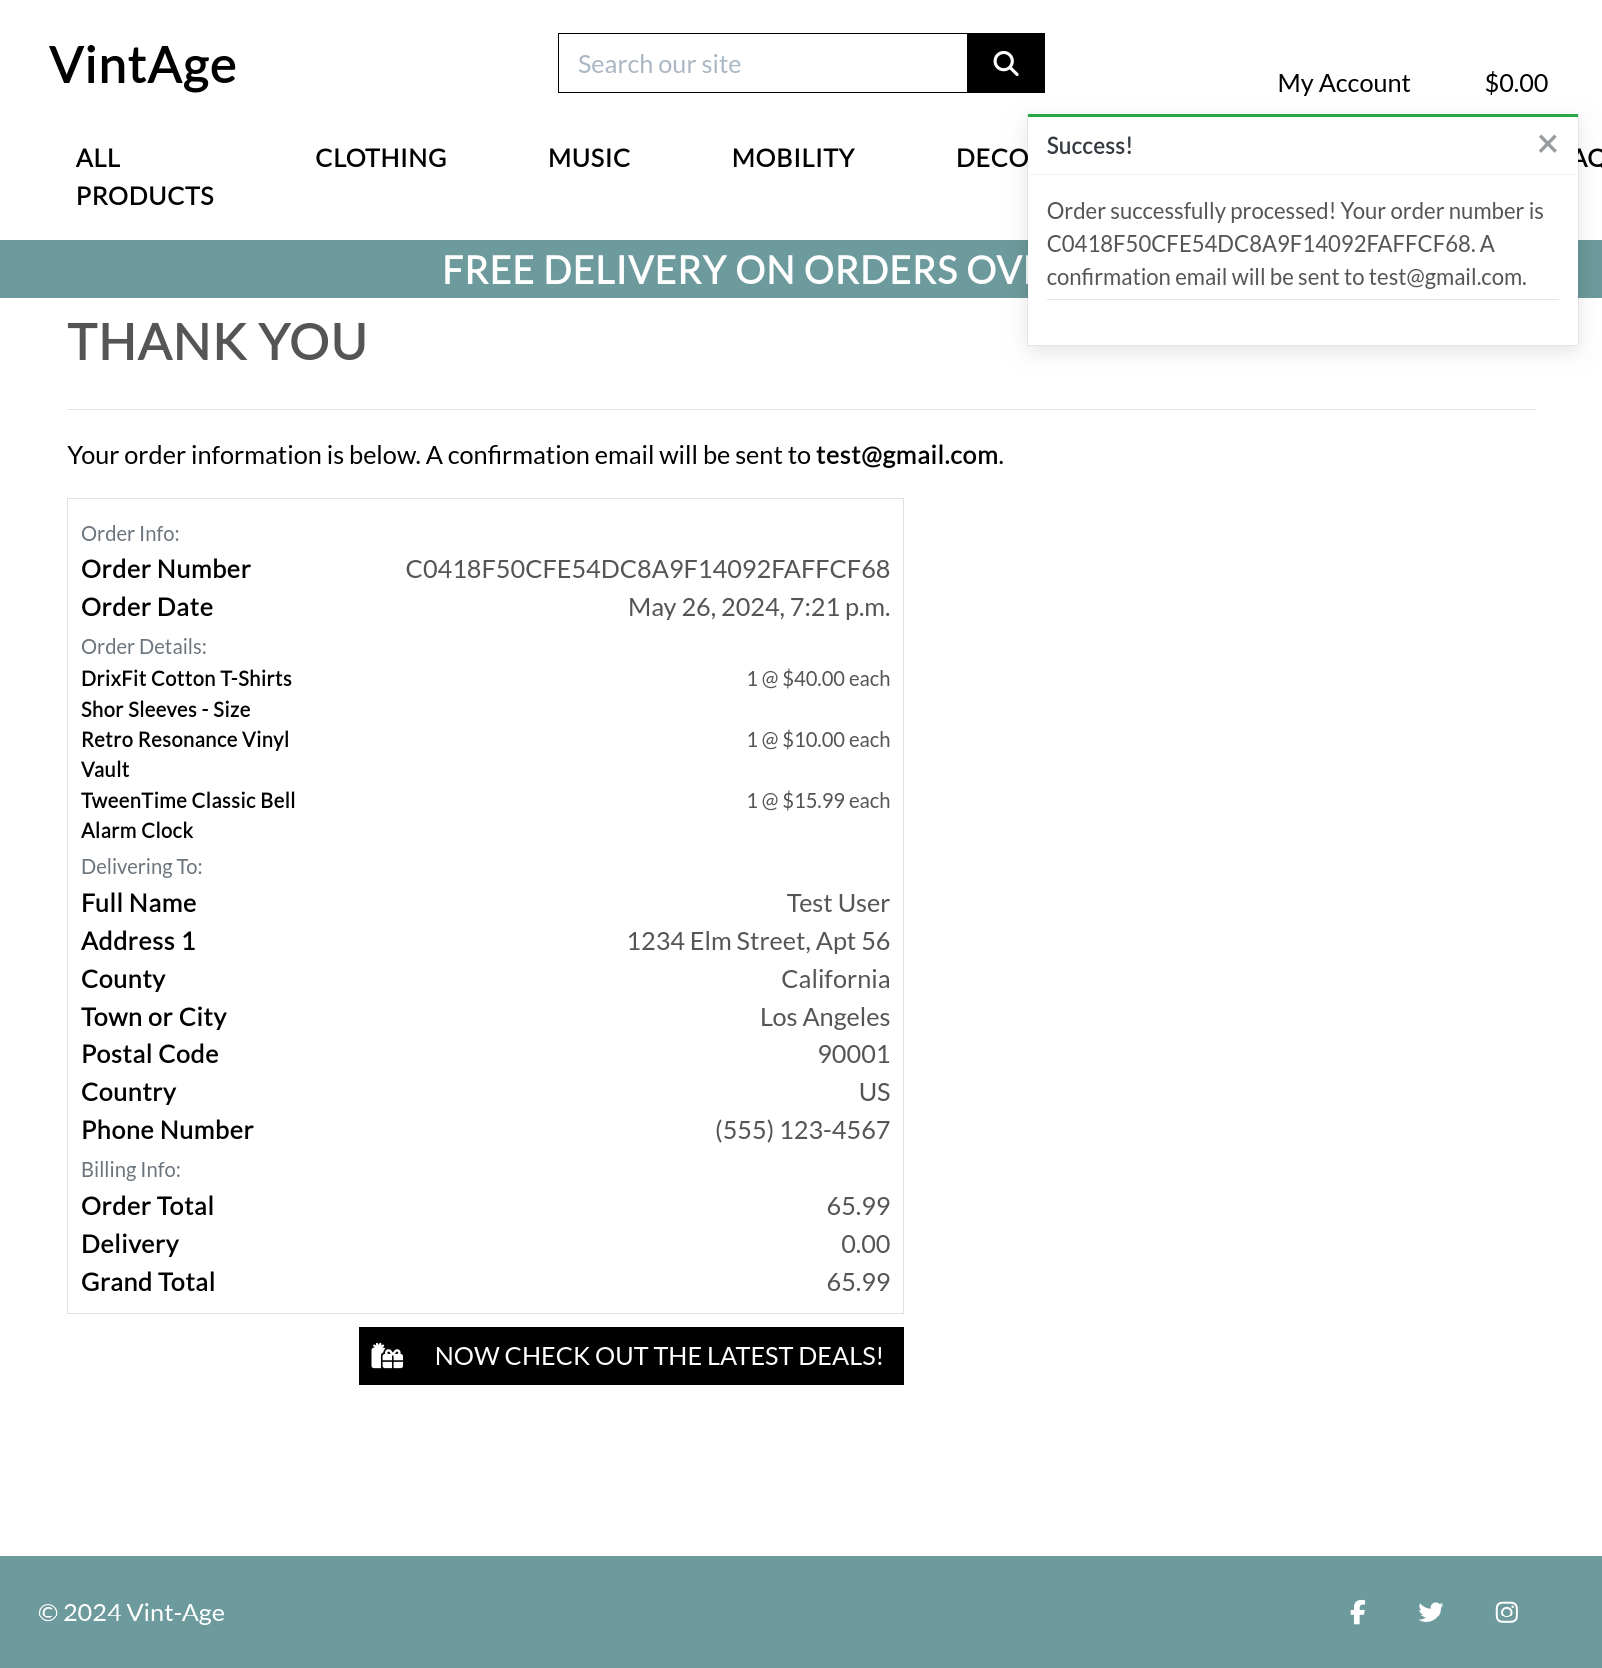 VintAge
Search our site
My Account
$0.00
ALL PRODUCTS
CLOTHING
MUSIC
MOBILITY
DECO
AQ
Success!
Order successfully processed! Your order number is
C0418F50CFE54DC8A9F14092FAFFCF68. A
confirmation email will be sent to test@gmail.com.
FREE DELIVERY ON ORDERS OV
THANK YOU
Your order information is below. A confirmation email will be sent to test@gmail.com.
Order Info:
Order Number C0418F50CFE54DC8A9F14092FAFFCF68
Order Date May 26, 2024, 7:21 p.m.
Order Details:
DrixFit Cotton T-Shirts 1 @ $40.00 each
Shor Sleeves - Size
Retro Resonance Vinyl 1 @ $10.00 each
Vault
TweenTime Classic Bell 1 @ $15.99 each
Alarm Clock
Delivering To:
Full Name Test User
Address 1 1234 Elm Street, Apt 56
County California
Town or City Los Angeles
Postal Code 90001
Country US
Phone Number (555) 123-4567
Billing Info:
Order Total 65.99
Delivery 0.00
Grand Total 65.99
NOW CHECK OUT THE LATEST DEALS!
© 2024 Vint-Age